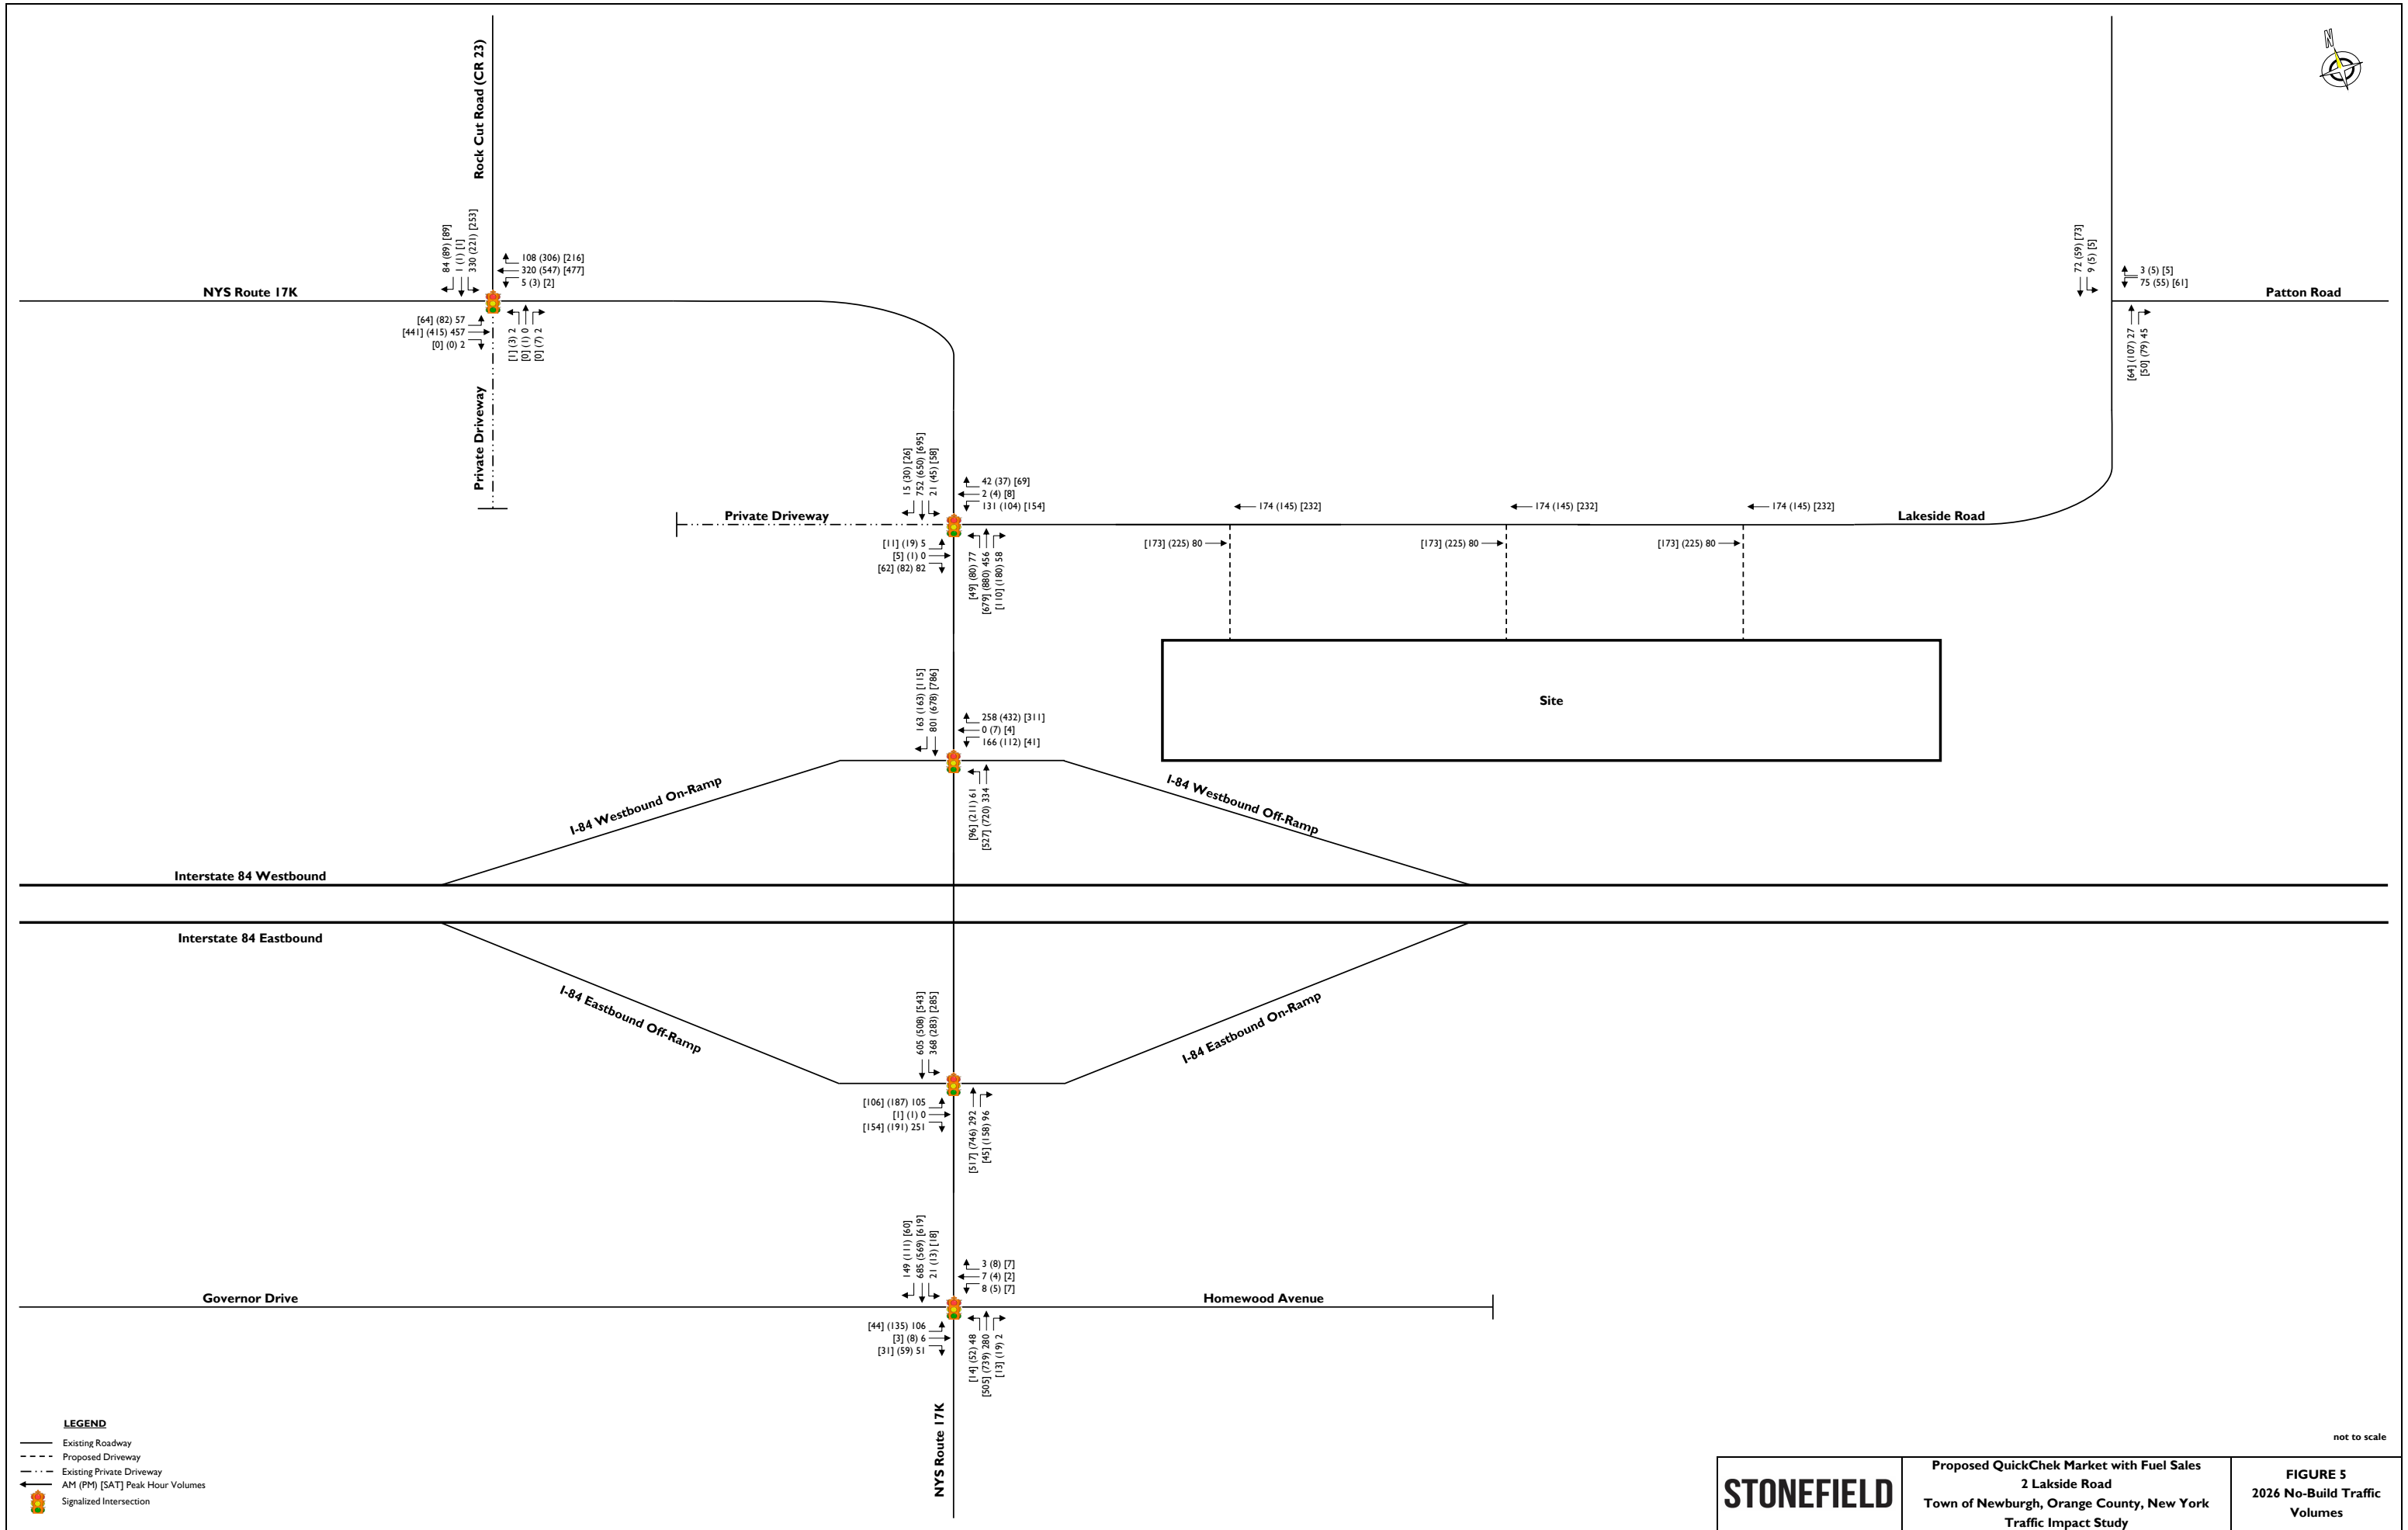 N
Rock Cut Road (CR 23)
84 (89) [89]
1 (1) [1]
330 (221) [253]
108 (306) [216]
320 (547) [477]
5 (3) [2]
NYS Route 17K
[64] (82) 57
[441] (415) 457
[0] (0) 2
[1] (3) 2
[0] (1) 0
[0] (7) 2
Private Driveway
72 (59) [73]
9 (5) [5]
3 (5) [5]
75 (55) [61]
Patton Road
[64] (107) 27
[50] (79) 45
15 (30) [26]
752 (650) [695]
21 (45) [58]
42 (37) [69]
2 (4) [8]
131 (104) [154]
Private Driveway
174 (145) [232]
174 (145) [232]
174 (145) [232]
Lakeside Road
[11] (19) 5
[5] (1) 0
[62] (82) 82
[49] (80) 77
[679] (880) 456
[110] (180) 58
[173] (225) 80
[173] (225) 80
[173] (225) 80
Site
163 (163) [115]
801 (678) [786]
258 (432) [311]
0 (7) [4]
166 (112) [41]
[96] (211) 61
[527] (720) 334
I-84 Westbound On-Ramp
I-84 Westbound Off-Ramp
Interstate 84 Westbound
Interstate 84 Eastbound
I-84 Eastbound Off-Ramp
I-84 Eastbound On-Ramp
605 (508) [543]
368 (283) [285]
[106] (187) 105
[1] (1) 0
[154] (191) 251
[517] (746) 292
[45] (158) 96
149 (111) [60]
685 (569) [619]
21 (13) [18]
3 (8) [7]
7 (4) [2]
8 (5) [7]
Governor Drive
Homewood Avenue
[44] (135) 106
[3] (8) 6
[31] (59) 51
[14] (52) 48
[505] (739) 280
[13] (19) 2
NYS Route 17K
LEGEND
Existing Roadway
Proposed Driveway
Existing Private Driveway
AM (PM) [SAT] Peak Hour Volumes
Signalized Intersection
not to scale
STONEFIELD
Proposed QuickChek Market with Fuel Sales
2 Lakside Road
Town of Newburgh, Orange County, New York
Traffic Impact Study
FIGURE 5
2026 No-Build Traffic
Volumes